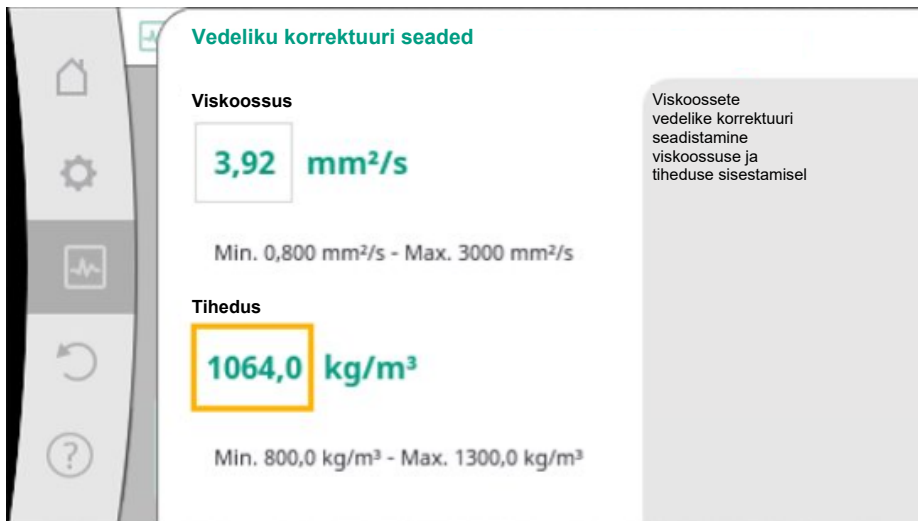 Vedeliku korrektuuri seaded
Viskoossus
3,92 mm²/s
Min. 0,800 mm²/s - Max. 3000 mm²/s
Tihedus
1064,0 kg/m³
Min. 800,0 kg/m³ - Max. 1300,0 kg/m³
Viskoossete
vedelike korrektuuri
seadistamine
viskoossuse ja
tiheduse sisestamisel
?